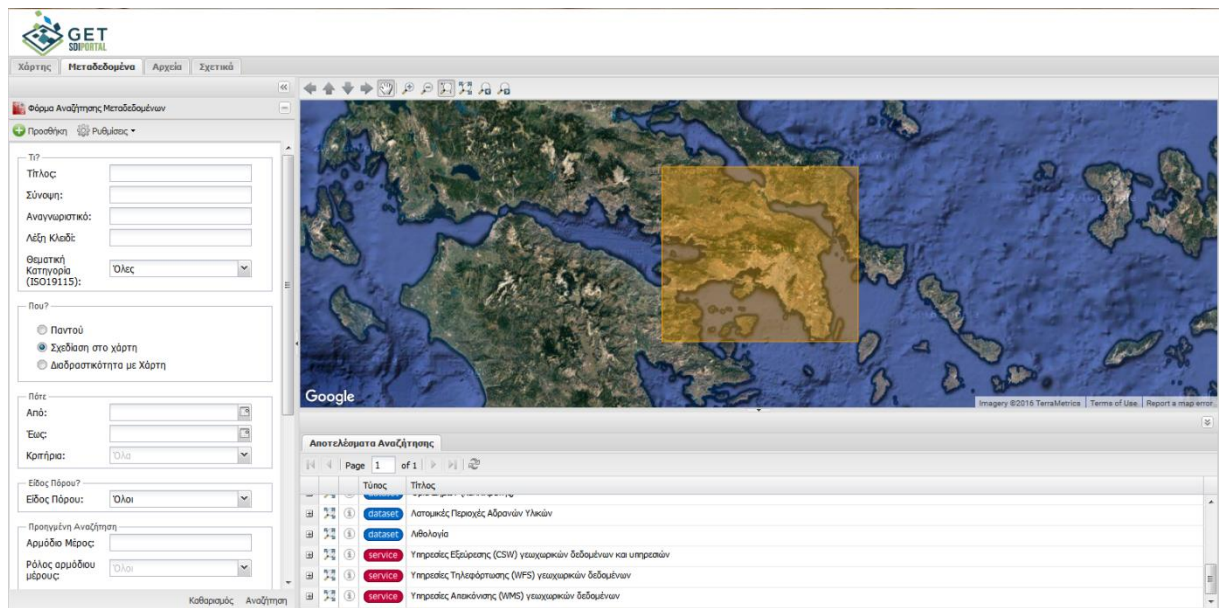 GET
SDIPORTAL
Χάρτης Μεταδεδομένα Αρχεία Σχετικά
Φόρμα Αναζήτησης Μεταδεδομένων
Προσθήκη Ρυθμίσεις
Τι?
Τίτλος:
Σύνοψη:
Αναγνωριστικό:
Λέξη Κλειδί:
Θεματική
Κατηγορία
(ISO19115):
Όλες
Που?
Παντού
Σχεδίαση στο χάρτη
Διαδραστικότητα με Χάρτη
Πότε
Από:
Έως:
Κριτήρια: Όλα
Είδος Πόρου?
Είδος Πόρου: Όλοι
Προηγμένη Αναζήτηση
Αρμόδιο Μέρος:
Ρόλος αρμόδιου
μέρους:
Όλοι
Καθαρισμός Αναζήτηση
Google
Imagery ©2016 TerraMetrics Terms of Use Report a map error
Αποτελέσματα Αναζήτησης
Page 1 of 1
Τύπος Τίτλος
dataset Λατομικές Περιοχές Αδρανών Υλικών
dataset Λιθολογία
service Υπηρεσίες Εξεύρεσης (CSW) γεωχωρικών δεδομένων και υπηρεσιών
service Υπηρεσίες Τηλεφόρτωσης (WFS) γεωχωρικών δεδομένων
service Υπηρεσίες Απεικόνισης (WMS) γεωχωρικών δεδομένων